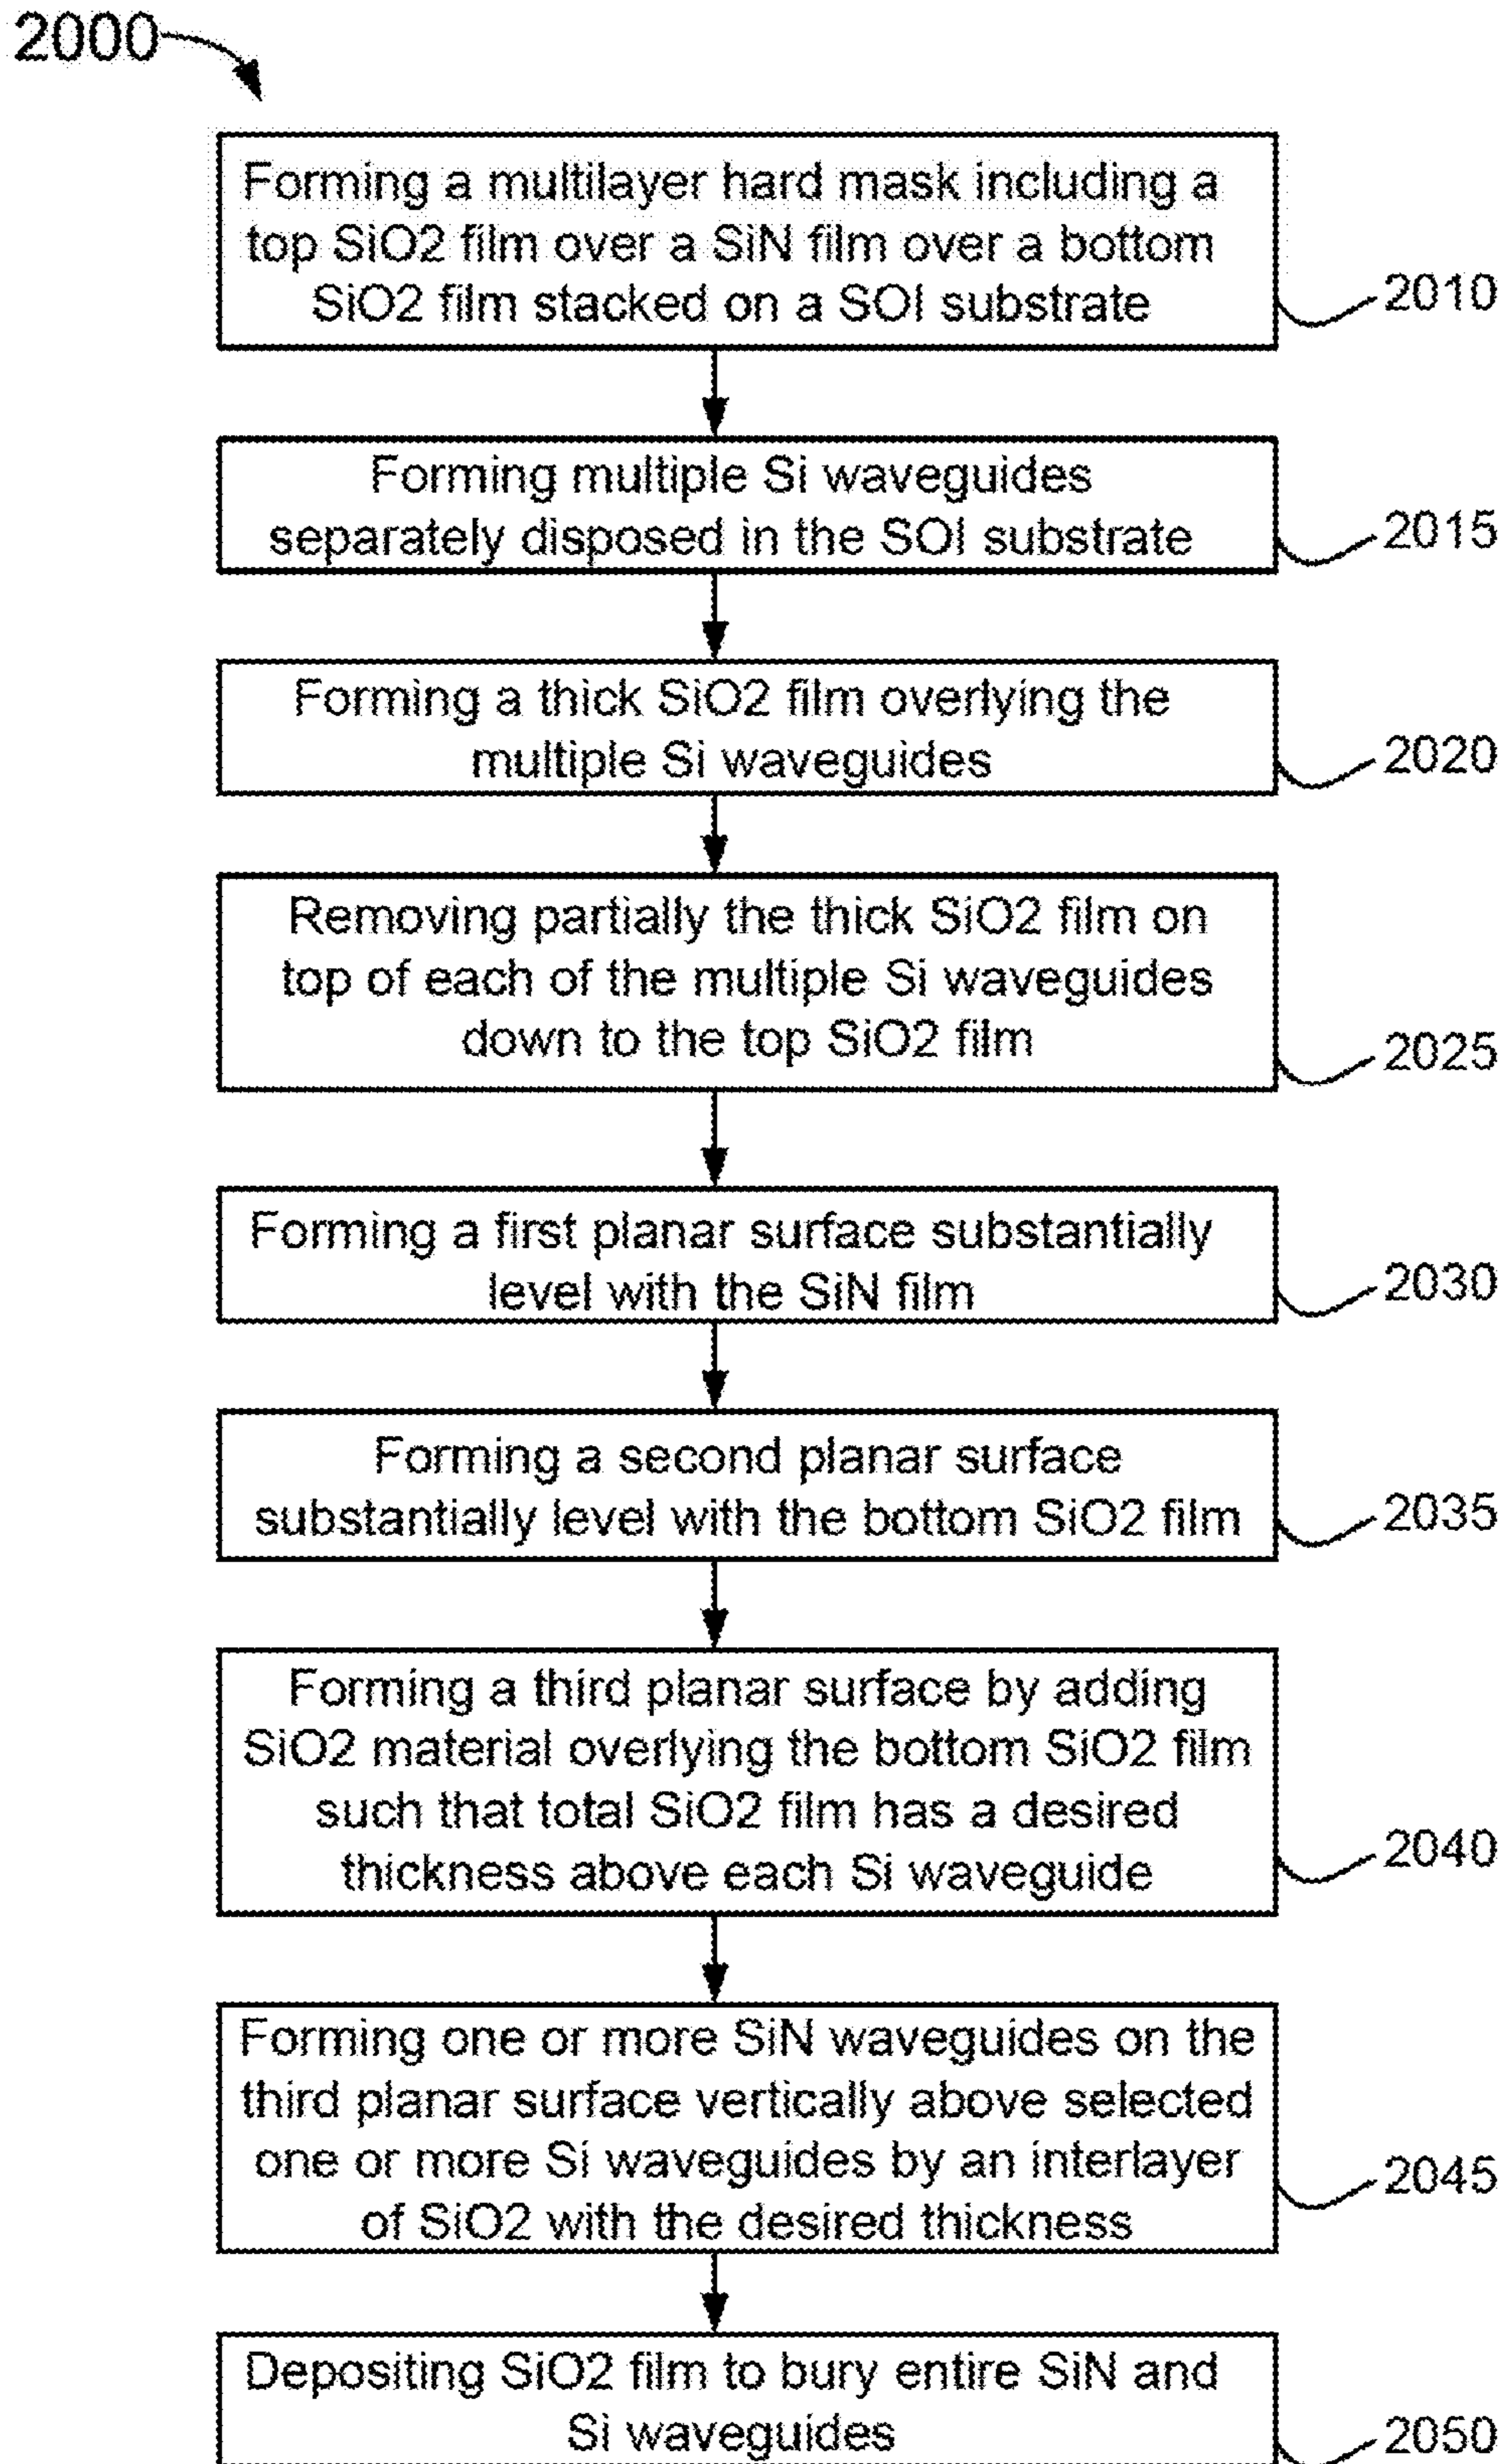 2000
Forming a multilayer hard mask including a
top SiO2 film over a SiN film over a bottom
SiO2 film stacked on a SOI substrate
2010
Forming multiple Si waveguides
separately disposed in the SOI substrate
2015
Forming a thick SiO2 film overlying the
multiple Si waveguides
2020
Removing partially the thick SiO2 film on
top of each of the multiple Si waveguides
down to the top SiO2 film
2025
Forming a first planar surface substantially
level with the SiN film
2030
Forming a second planar surface
substantially level with the bottom SiO2 film
2035
Forming a third planar surface by adding
SiO2 material overlying the bottom SiO2 film
such that total SiO2 film has a desired
thickness above each Si waveguide
2040
Forming one or more SiN waveguides on the
third planar surface vertically above selected
one or more Si waveguides by an interlayer
of SiO2 with the desired thickness
2045
Depositing SiO2 film to bury entire SiN and
Si waveguides
2050